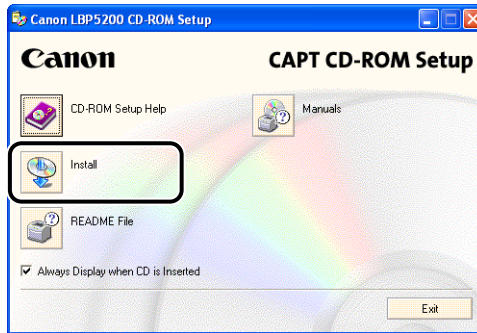 Canon LBP5200 CD-ROM Setup
Canon
CAPT CD-ROM Setup
CD-ROM Setup Help
Manuals
Install
README File
Always Display when CD is Inserted
Exit